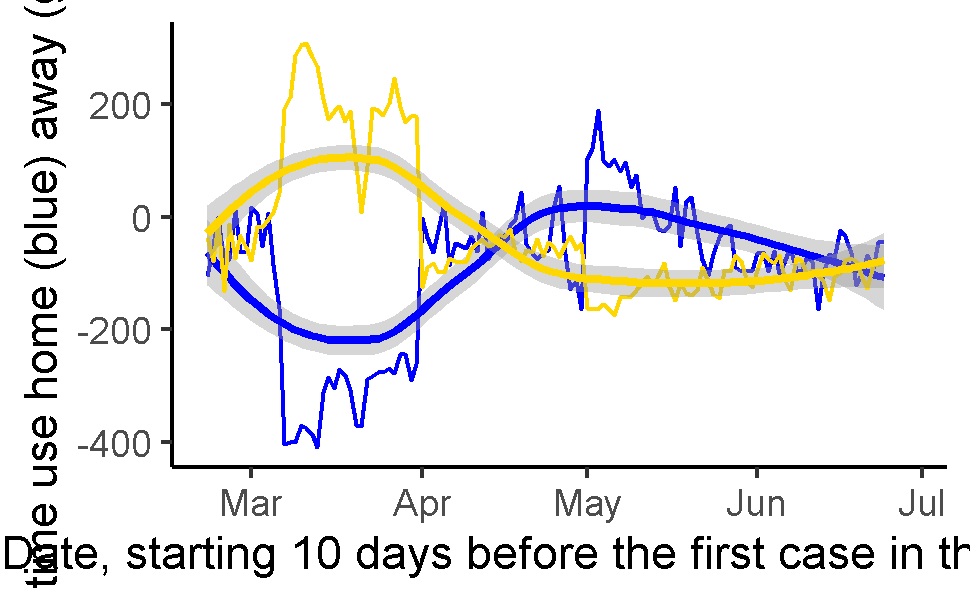 time use home (blue) away (
200
0
-200
-400
Mar Apr May Jun Jul
Date, starting 10 days before the first case in th